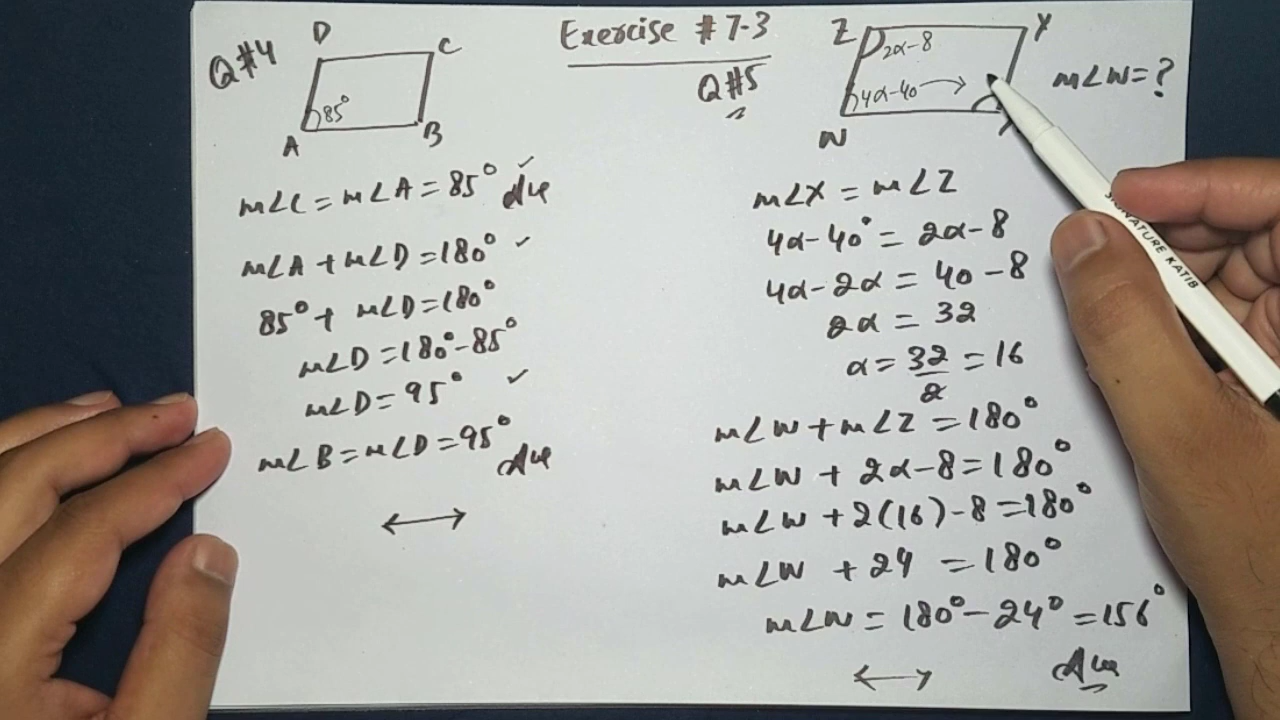 Exercise # 7.3
Q#4
D
C
85°
A
B
m∠C = m∠A = 85° ✓ Ans
m∠A + m∠D = 180° ✓
85° + m∠D = 180°
m∠D = 180° - 85°
m∠D = 95° ✓
m∠B = m∠D = 95°
Ans
Q#5
Z
Y
2α-8
4α-40
W
m∠W = ?
m∠X = m∠Z
4α - 40° = 2α - 8
4α - 2α = 40 - 8
2α = 32
α = 32/2 = 16
m∠W + m∠Z = 180°
m∠W + 2α - 8 = 180°
m∠W + 2(16) - 8 = 180°
m∠W + 24 = 180°
m∠W = 180° - 24° = 156°
Ans
SIGNATURE KATIB